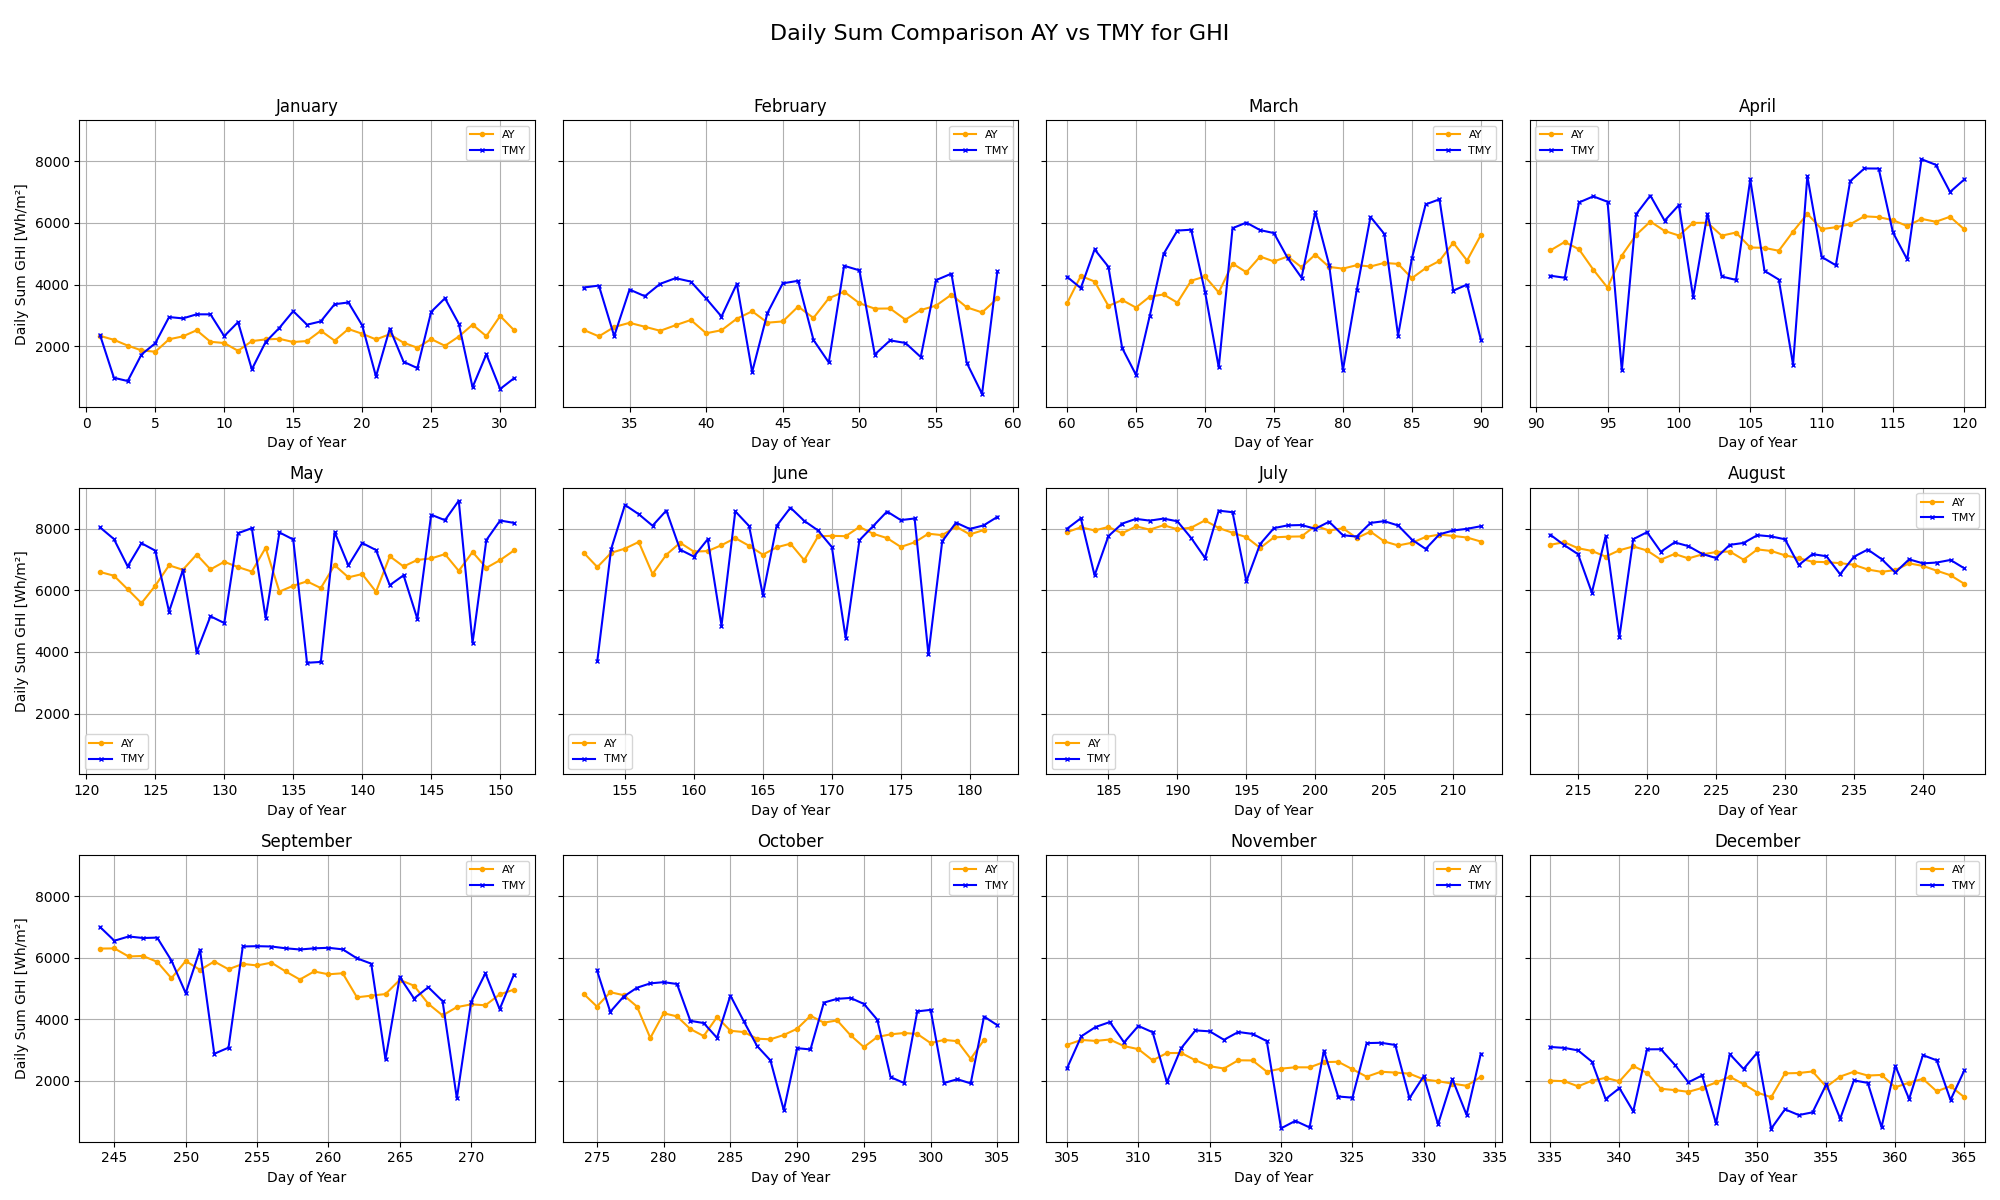 Daily Sum Comparison AY vs TMY for GHI
January
February
March
April
AY
TMY
AY
TMY
AY
TMY
AY
TMY
Daily Sum GHI [Wh/m²]
8000
6000
4000
2000
0 5 10 15 20 25 30
35 40 45 50 55 60
60 65 70 75 80 85 90
90 95 100 105 110 115 120
Day of Year
Day of Year
Day of Year
Day of Year
May
June
July
August
AY
TMY
AY
TMY
AY
TMY
AY
TMY
Daily Sum GHI [Wh/m²]
8000
6000
4000
2000
120 125 130 135 140 145 150
155 160 165 170 175 180
185 190 195 200 205 210
215 220 225 230 235 240
Day of Year
Day of Year
Day of Year
Day of Year
September
October
November
December
AY
TMY
AY
TMY
AY
TMY
AY
TMY
Daily Sum GHI [Wh/m²]
8000
6000
4000
2000
245 250 255 260 265 270
275 280 285 290 295 300 305
305 310 315 320 325 330 335
335 340 345 350 355 360 365
Day of Year
Day of Year
Day of Year
Day of Year